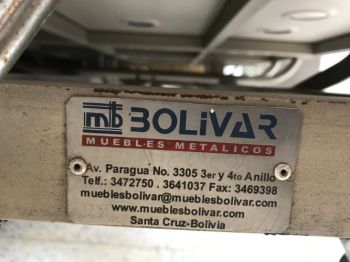 mb BOLiVAR
MUEBLES METALICOS
Av. Paragua No. 3305 3er y 4to Anillo
Telf.: 3472750 . 3641037 Fax: 3469398
mueblesbolivar@mueblesbolivar.com
www.mueblesbolivar.com
Santa Cruz-Bolivia